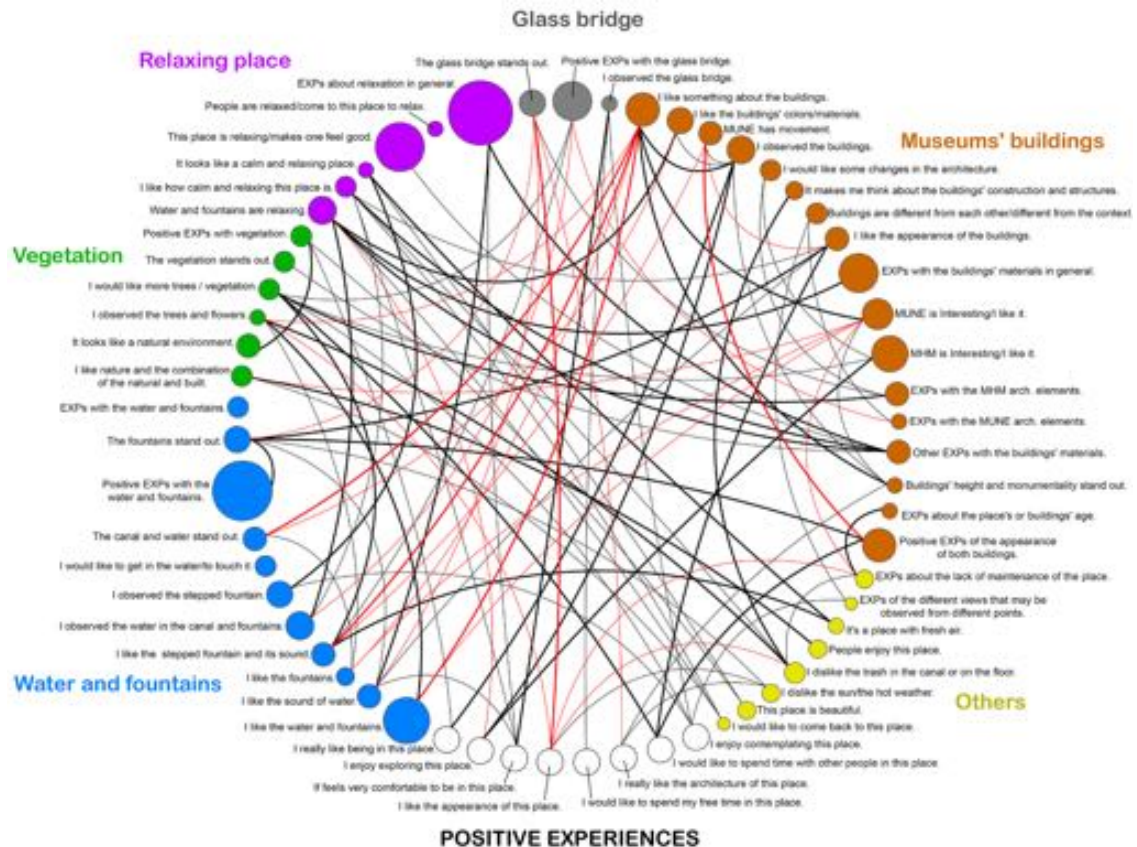 Glass bridge
Relaxing place
The glass bridge stands out.
Positive EXPs with the glass bridge.
I observed the glass bridge.
EXPs about relaxation in general.
People are relaxed/come to this place to relax.
This place is relaxing/makes one feel good.
It looks like a calm and relaxing place.
I like how calm and relaxing this place is.
Water and fountains are relaxing.
Vegetation
Positive EXPs with vegetation.
The vegetation stands out.
I would like more trees / vegetation.
I observed the trees and flowers.
It looks like a natural environment.
I like nature and the combination
of the natural and built.
EXPs with the water and fountains.
The fountains stand out.
Positive EXPs with the
water and fountains.
The canal and water stand out.
I would like to get in the water/to touch it.
I observed the stepped fountain.
I observed the water in the canal and fountains.
I like the stepped fountain and its sound.
Water and fountains
I like the fountains.
I like the sound of water.
I like the water and fountains.
I really like being in this place.
I enjoy exploring this place.
If feels very comfortable to be in this place.
I like the appearance of this place.
I would like to spend my free time in this place.
I really like the architecture of this place.
I would like to spend time with other people in this place.
I enjoy contemplating this place.
I like something about the buildings.
I like the buildings' colors/materials.
MUNE has movement.
I observed the buildings.
Museums' buildings
I would like some changes in the architecture.
It makes me think about the buildings' construction and structures.
Buildings are different from each other/different from the context.
I like the appearance of the buildings.
EXPs with the buildings' materials in general.
MUNE is Interesting/I like it.
MHM is Interesting/I like it.
EXPs with the MHM arch. elements.
EXPs with the MUNE arch. elements.
Other EXPs with the buildings' materials.
Buildings' height and monumentality stand out.
EXPs about the place's or buildings' age.
Positive EXPs of the appearance
of both buildings.
EXPs about the lack of maintenance of the place.
EXPs of the different views that may be
observed from different points.
It's a place with fresh air.
People enjoy this place.
I dislike the trash in the canal or on the floor.
I dislike the sun/the hot weather.
Others
This place is beautiful.
I would like to come back to this place.
POSITIVE EXPERIENCES